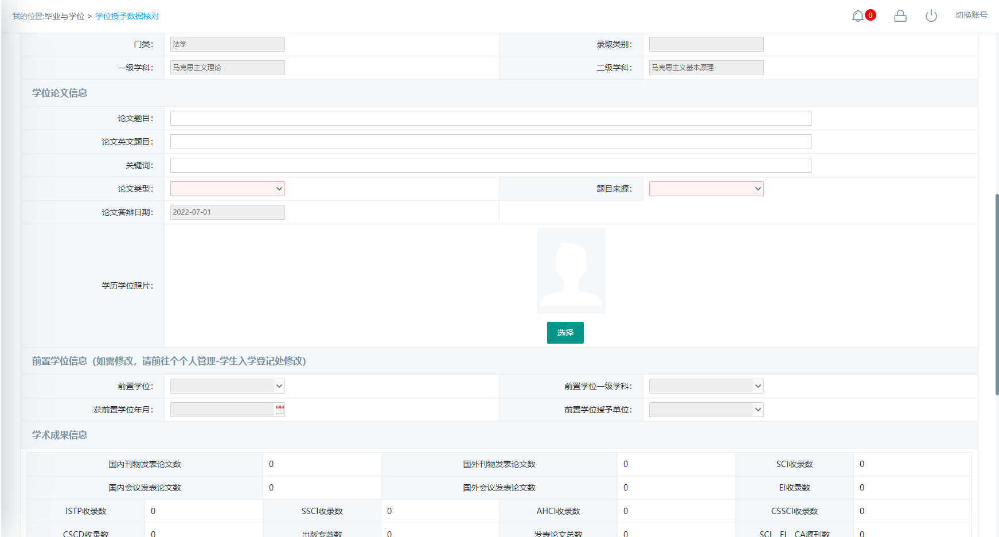 我的位置:毕业与学位 > 学位授予数据核对
0
切换账号
门类: 法学 录取类别:
一级学科: 马克思主义理论 二级学科: 马克思主义基本原理
学位论文信息
论文题目:
论文英文题目:
关键词:
论文类型: 题目来源:
论文答辩日期: 2022-07-01
学历学位照片:
选择
前置学位信息（如需修改，请前往个个人管理-学生入学登记处修改）
前置学位: 前置学位一级学科:
获前置学位年月: 前置学位授予单位:
学术成果信息
国内刊物发表论文数 0 国外刊物发表论文数 0 SCI收录数 0
国内会议发表论文数 0 国外会议发表论文数 0 EI收录数 0
ISTP收录数 0 SSCI收录数 0 AHCI收录数 0 CSSCI收录数 0
CSCD收录数 0 出版专著数 0 发表论文总数 0 SCI、EI、CA源刊数 0